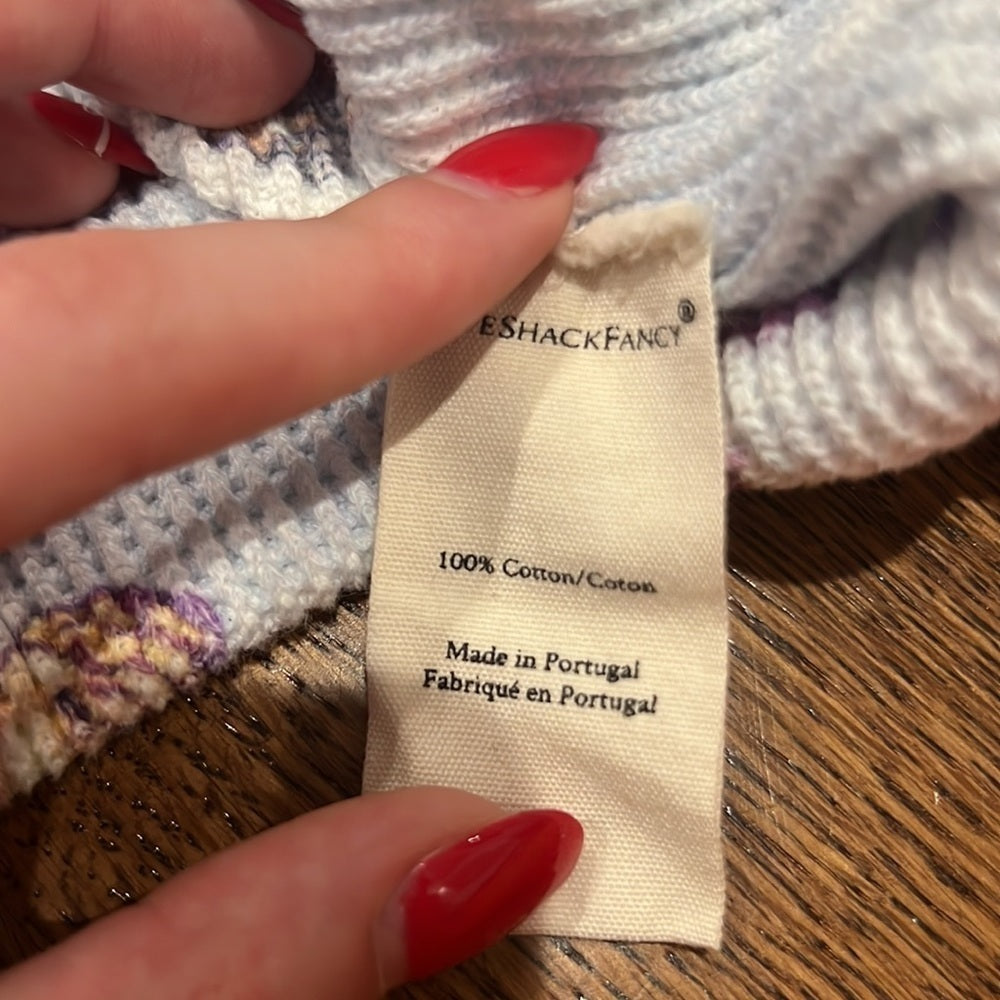 ESHACKFANCY®
100% Cotton/Coton
Made in Portugal
Fabriqué en Portugal